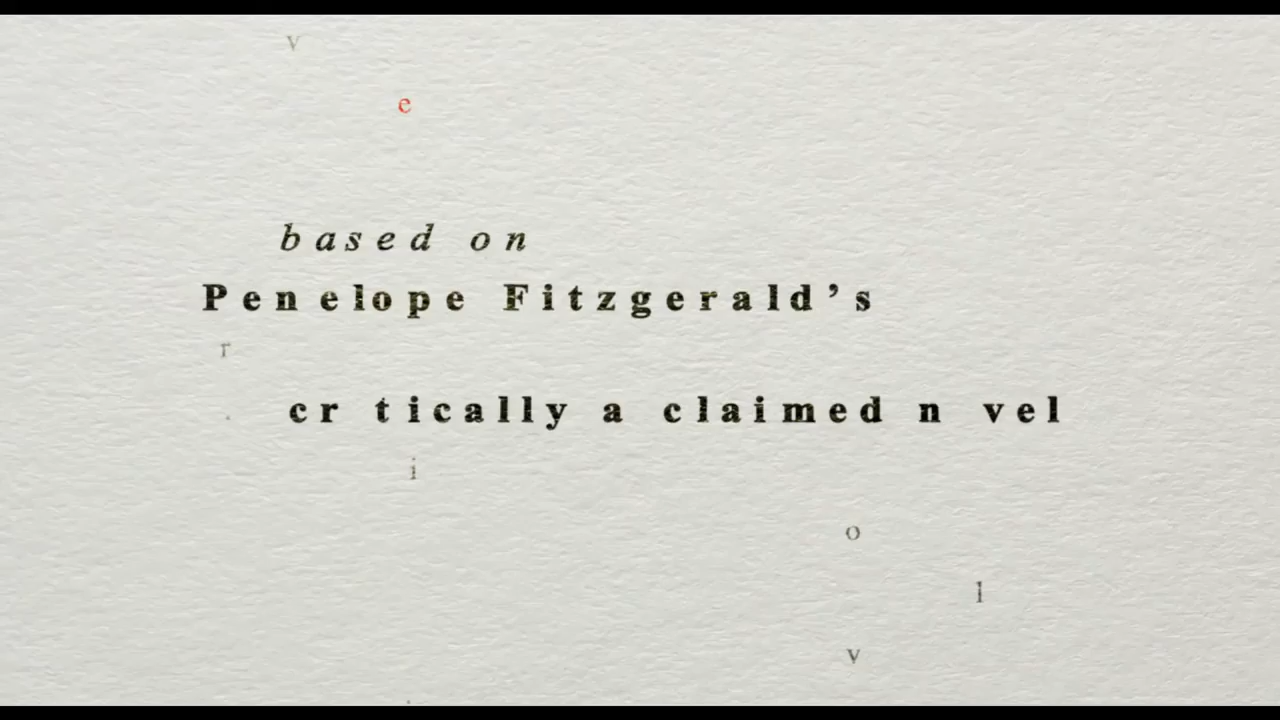 v
e
based on
Penelope Fitzgerald’s
r
cr tically a claimed n vel
i
o
l
v